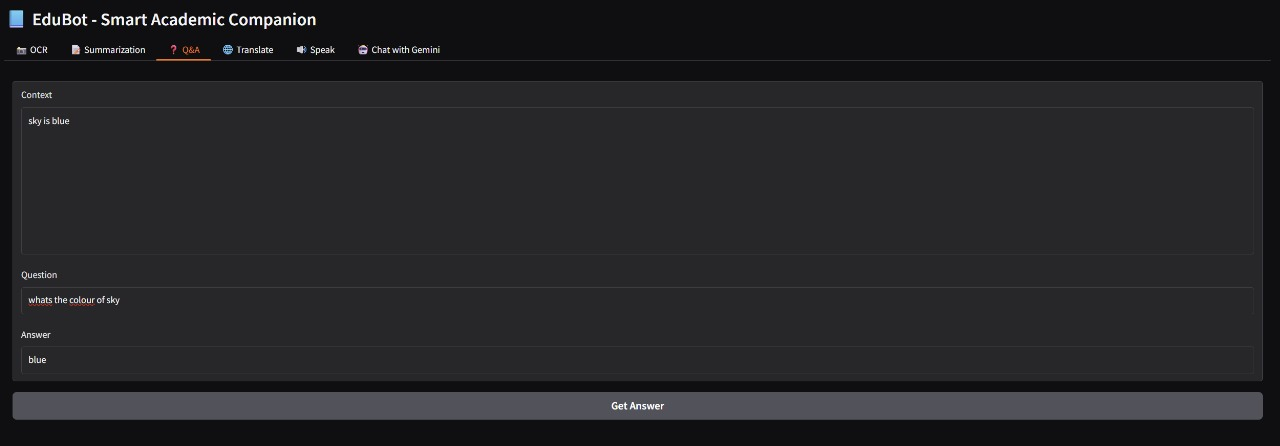 EduBot - Smart Academic Companion
OCR Summarization Q&A Translate Speak Chat with Gemini
Context
sky is blue
Question
whats the colour of sky
Answer
blue
Get Answer